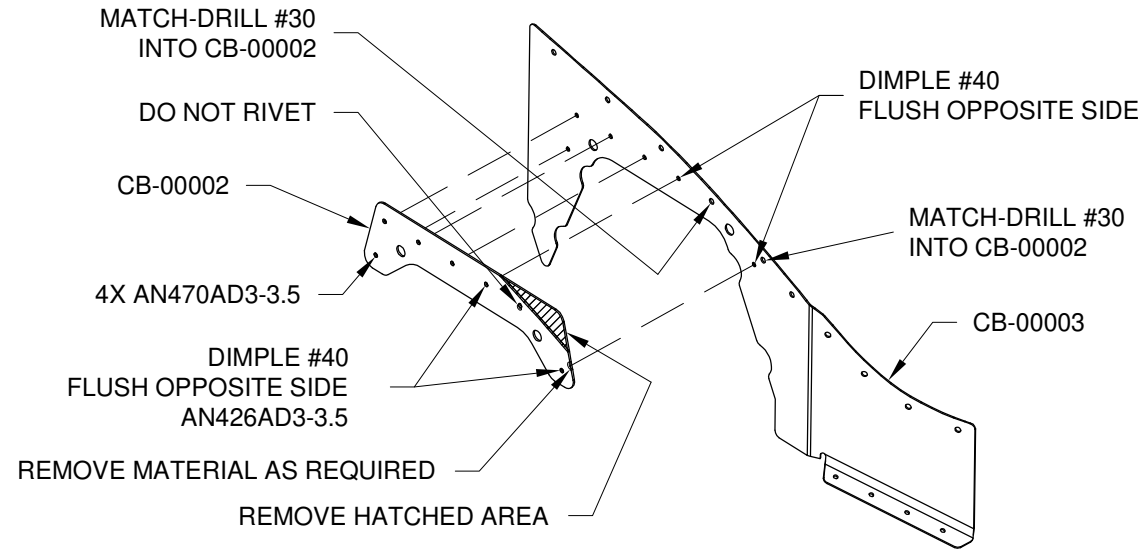 MATCH-DRILL #30
INTO CB-00002
DO NOT RIVET
CB-00002
4X AN470AD3-3.5
DIMPLE #40
FLUSH OPPOSITE SIDE
AN426AD3-3.5
REMOVE MATERIAL AS REQUIRED
REMOVE HATCHED AREA
DIMPLE #40
FLUSH OPPOSITE SIDE
MATCH-DRILL #30
INTO CB-00002
CB-00003